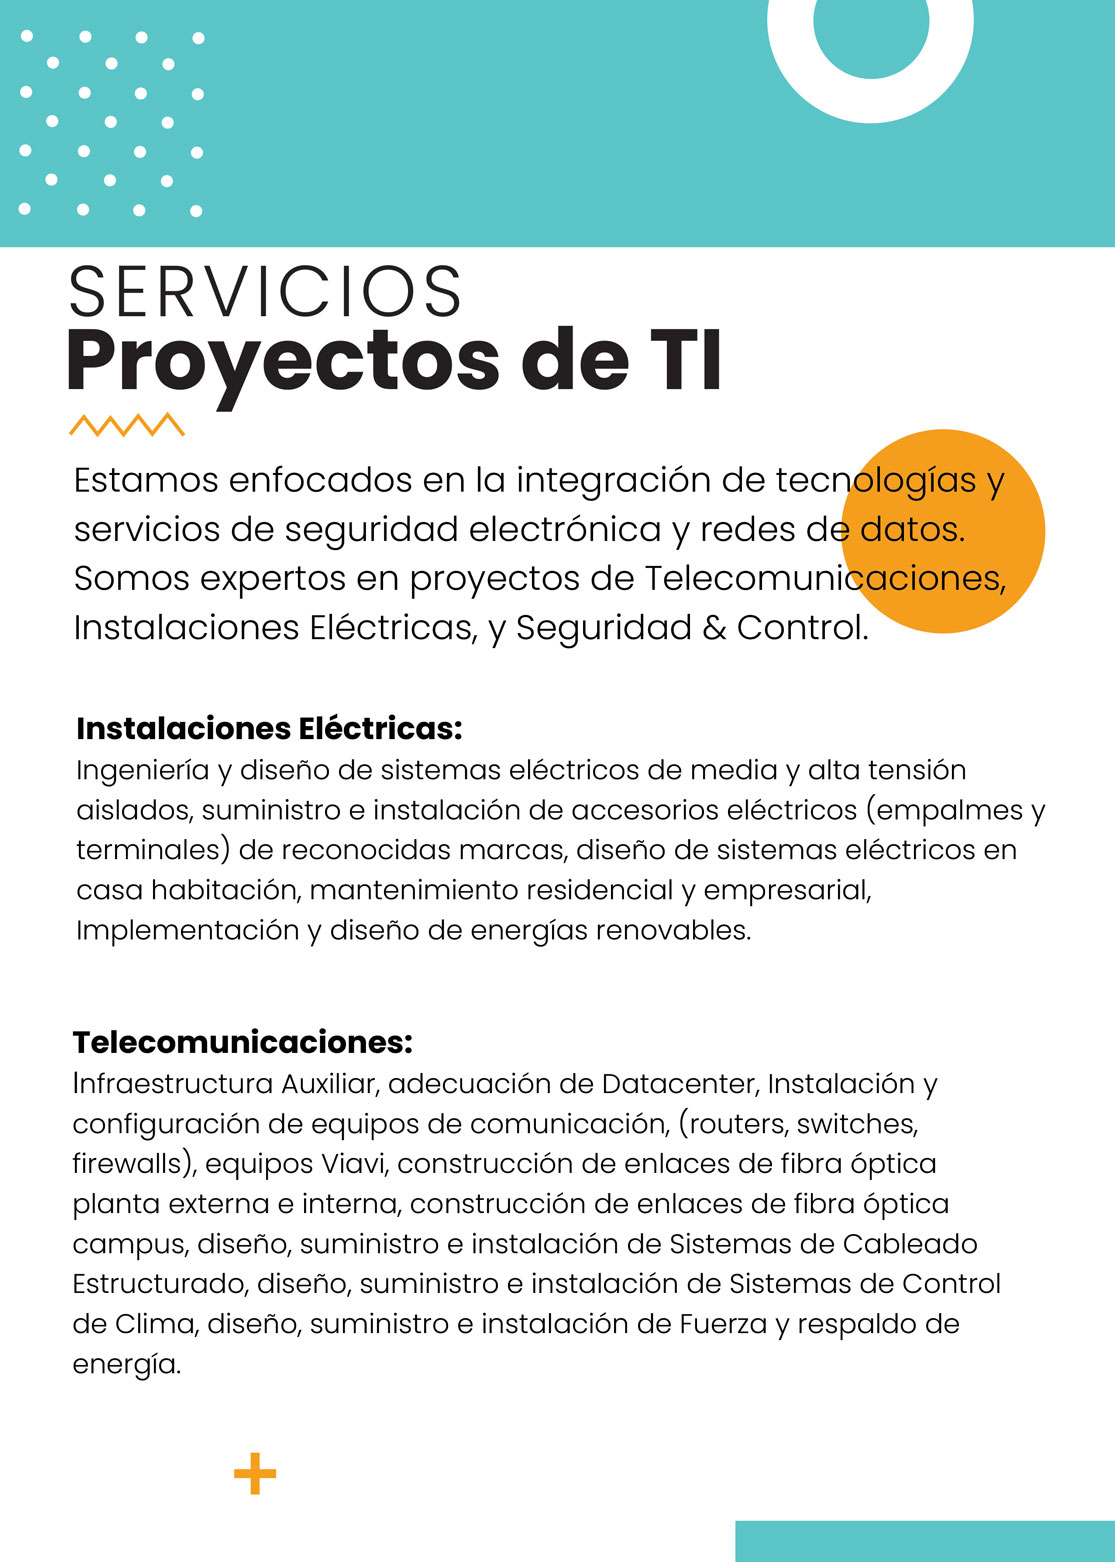 SERVICIOS
Proyectos de TI
Estamos enfocados en la integración de tecnologías y
servicios de seguridad electrónica y redes de datos.
Somos expertos en proyectos de Telecomunicaciones,
Instalaciones Eléctricas, y Seguridad & Control.
Instalaciones Eléctricas:
Ingeniería y diseño de sistemas eléctricos de media y alta tensión
aislados, suministro e instalación de accesorios eléctricos (empalmes y
terminales) de reconocidas marcas, diseño de sistemas eléctricos en
casa habitación, mantenimiento residencial y empresarial,
Implementación y diseño de energías renovables.
Telecomunicaciones:
Infraestructura Auxiliar, adecuación de Datacenter, Instalación y
configuración de equipos de comunicación, (routers, switches,
firewalls), equipos Viavi, construcción de enlaces de fibra óptica
planta externa e interna, construcción de enlaces de fibra óptica
campus, diseño, suministro e instalación de Sistemas de Cableado
Estructurado, diseño, suministro e instalación de Sistemas de Control
de Clima, diseño, suministro e instalación de Fuerza y respaldo de
energía.